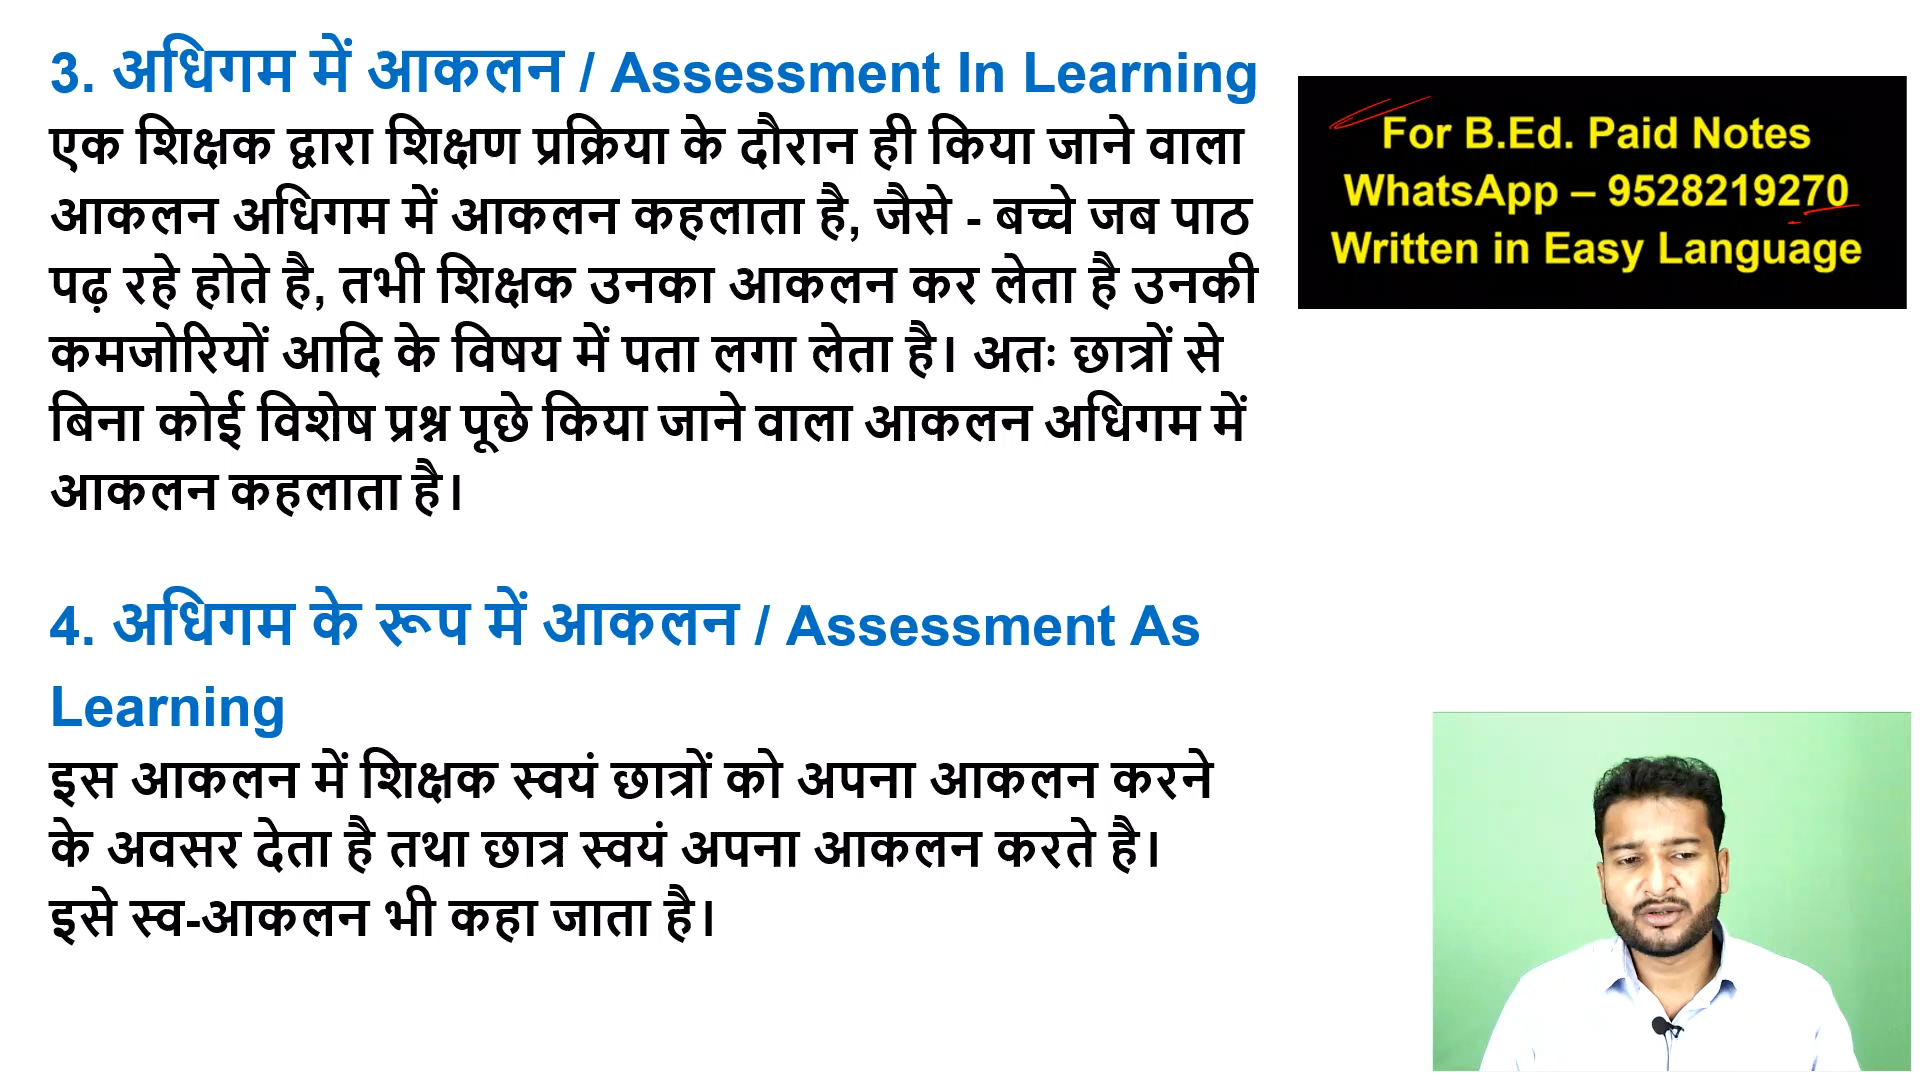 3. अधिगम में आकलन / Assessment In Learning
एक शिक्षक द्वारा शिक्षण प्रक्रिया के दौरान ही किया जाने वाला
आकलन अधिगम में आकलन कहलाता है, जैसे - बच्चे जब पाठ
पढ़ रहे होते है, तभी शिक्षक उनका आकलन कर लेता है उनकी
कमजोरियों आदि के विषय में पता लगा लेता है। अतः छात्रों से
बिना कोई विशेष प्रश्न पूछे किया जाने वाला आकलन अधिगम में
आकलन कहलाता है।
4. अधिगम के रूप में आकलन / Assessment As
Learning
इस आकलन में शिक्षक स्वयं छात्रों को अपना आकलन करने
के अवसर देता है तथा छात्र स्वयं अपना आकलन करते है।
इसे स्व-आकलन भी कहा जाता है।
For B.Ed. Paid Notes
WhatsApp – 9528219270
Written in Easy Language